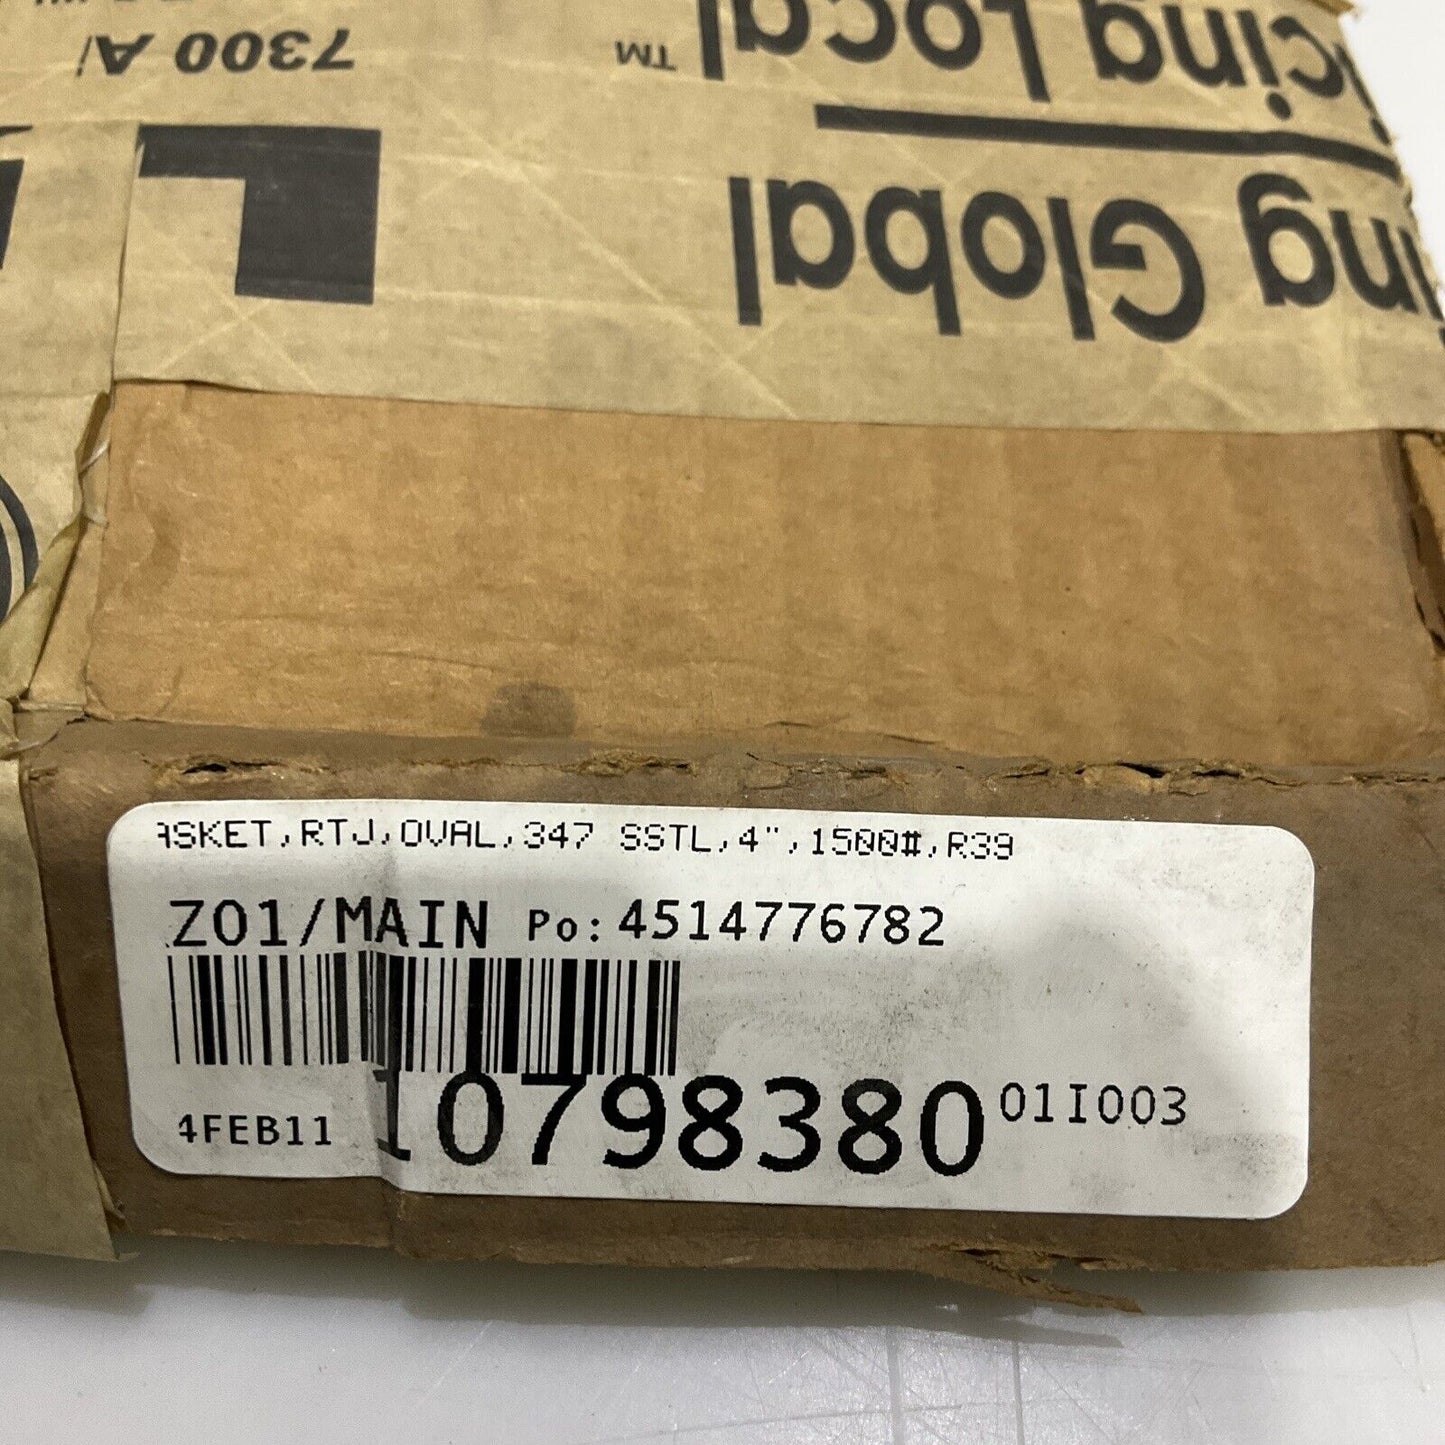 ASKET,RTJ,OVAL,347 SSTL,4",1500#,R39
Z01/MAIN Po: 4514776782
10798380 01I003
4FEB11
ing Global
icing Local ™
7300 A